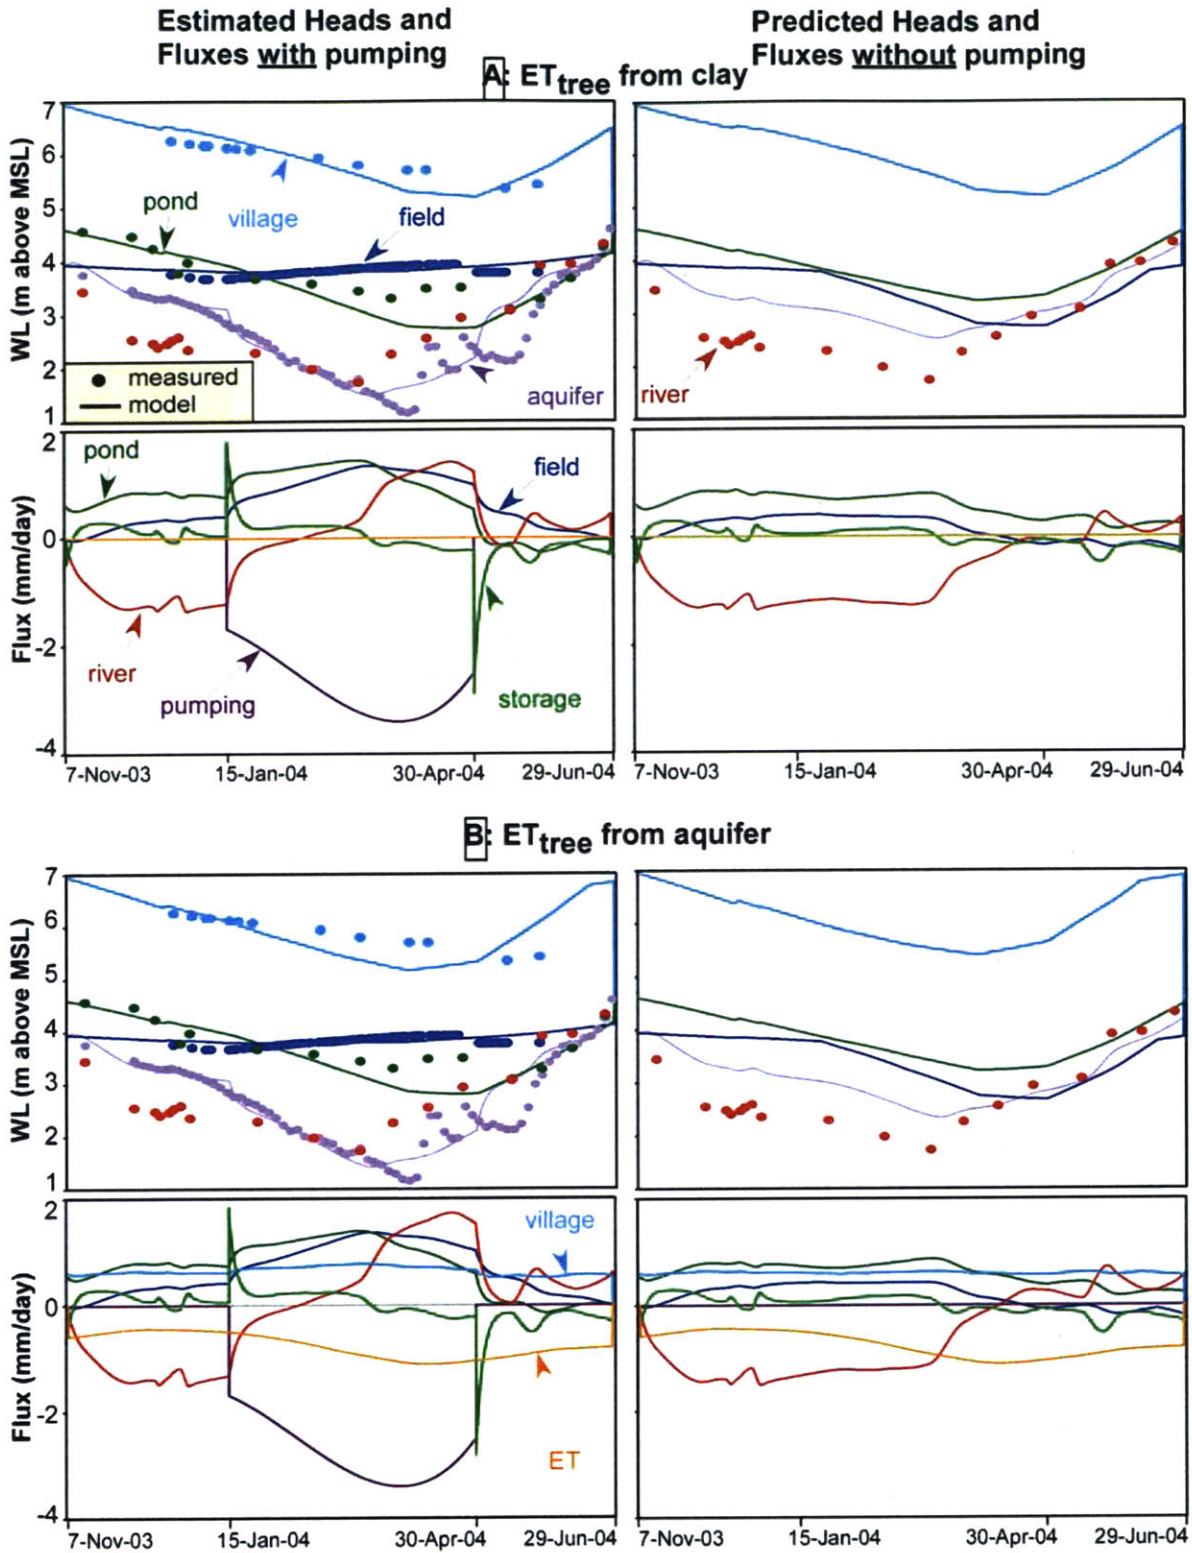 Estimated Heads and
Fluxes with pumping
Predicted Heads and
Fluxes without pumping
A: ETtree from clay
7
6
5
4
3
2
1
WL (m above MSL)
pond
village
field
measured
model
aquifer
river
2
0
-2
-4
Flux (mm/day)
pond
field
river
pumping
storage
7-Nov-03 15-Jan-04 30-Apr-04 29-Jun-04
7-Nov-03 15-Jan-04 30-Apr-04 29-Jun-04
B: ETtree from aquifer
7
6
5
4
3
2
1
WL (m above MSL)
2
0
-2
-4
Flux (mm/day)
village
ET
7-Nov-03 15-Jan-04 30-Apr-04 29-Jun-04
7-Nov-03 15-Jan-04 30-Apr-04 29-Jun-04